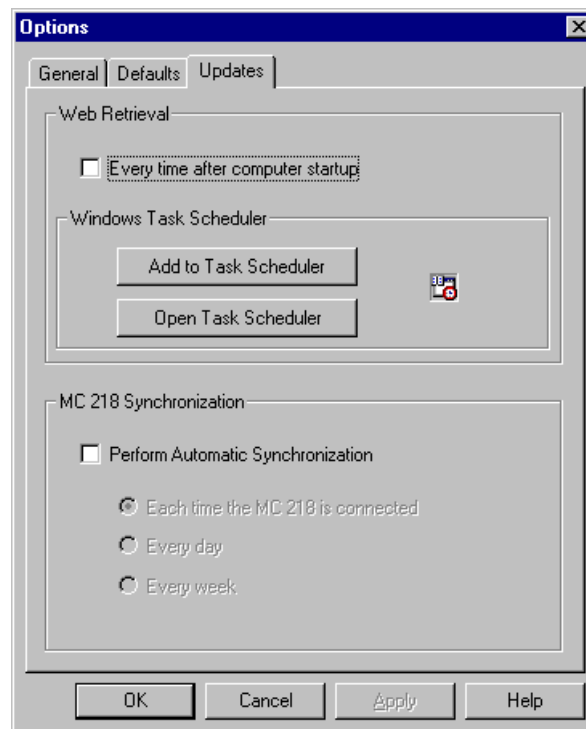 Options
General Defaults Updates
Web Retrieval
Every time after computer startup
Windows Task Scheduler
Add to Task Scheduler
Open Task Scheduler
MC 218 Synchronization
Perform Automatic Synchronization
Each time the MC 218 is connected
Every day
Every week
OK Cancel Apply Help